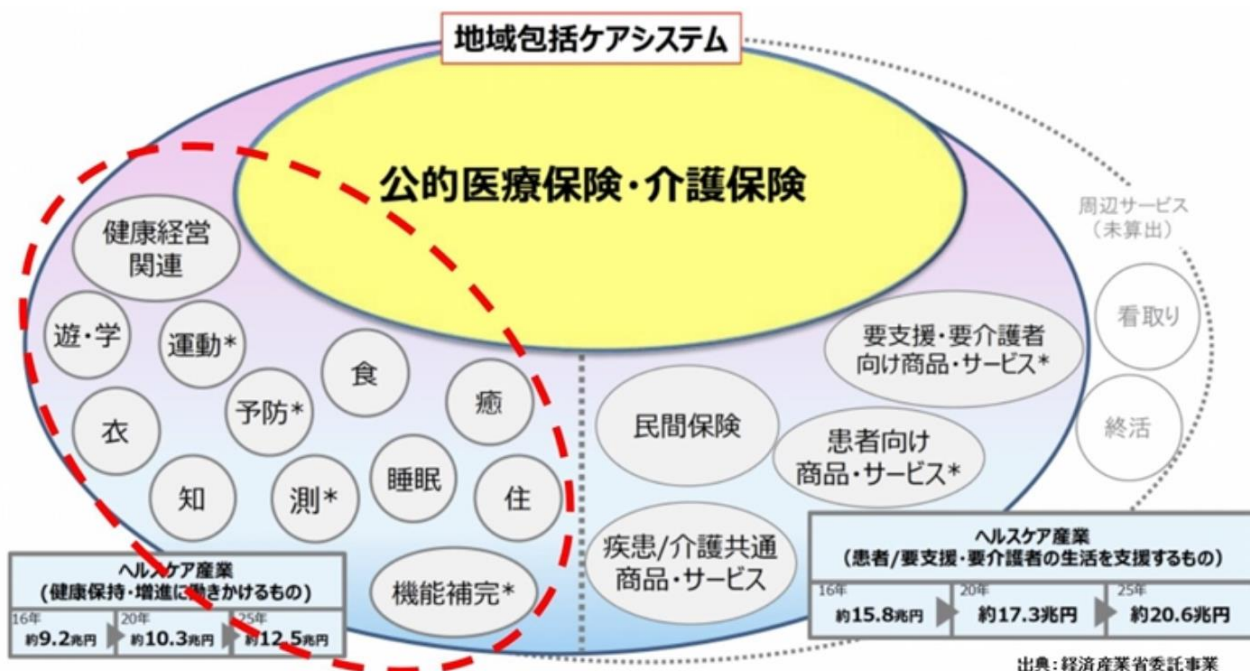 地域包括ケアシステム
公的医療保険・介護保険
周辺サービス
(未算出)
看取り
終活
健康経営
関連
遊・学
運動*
食
癒
衣
予防*
知
測*
睡眠
住
機能補完*
要支援・要介護者
向け商品・サービス*
民間保険
患者向け
商品・サービス*
疾患/介護共通
商品・サービス
ヘルスケア産業
(健康保持・増進に働きかけるもの)
16年 20年 25年
約9.2兆円 約10.3兆円 約12.5兆円
ヘルスケア産業
(患者/要支援・要介護者の生活を支援するもの)
16年 20年 25年
約15.8兆円 約17.3兆円 約20.6兆円
出典:経済産業省委託事業